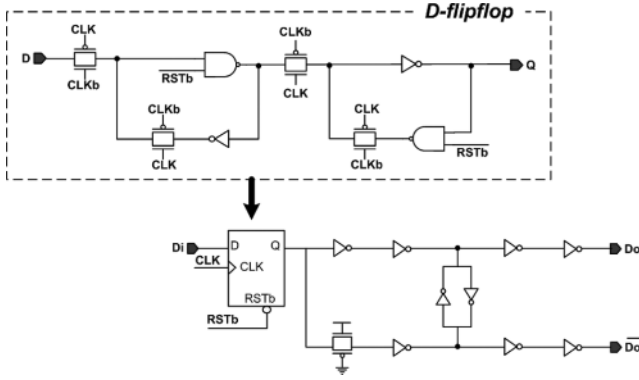 D-flipflop
CLK
CLKb
D
CLKb
RSTb
CLKb
CLK
Q
CLK
CLK
CLKb
RSTb
Di
D
Q
CLK
CLK
RSTb
RSTb
Do
Do